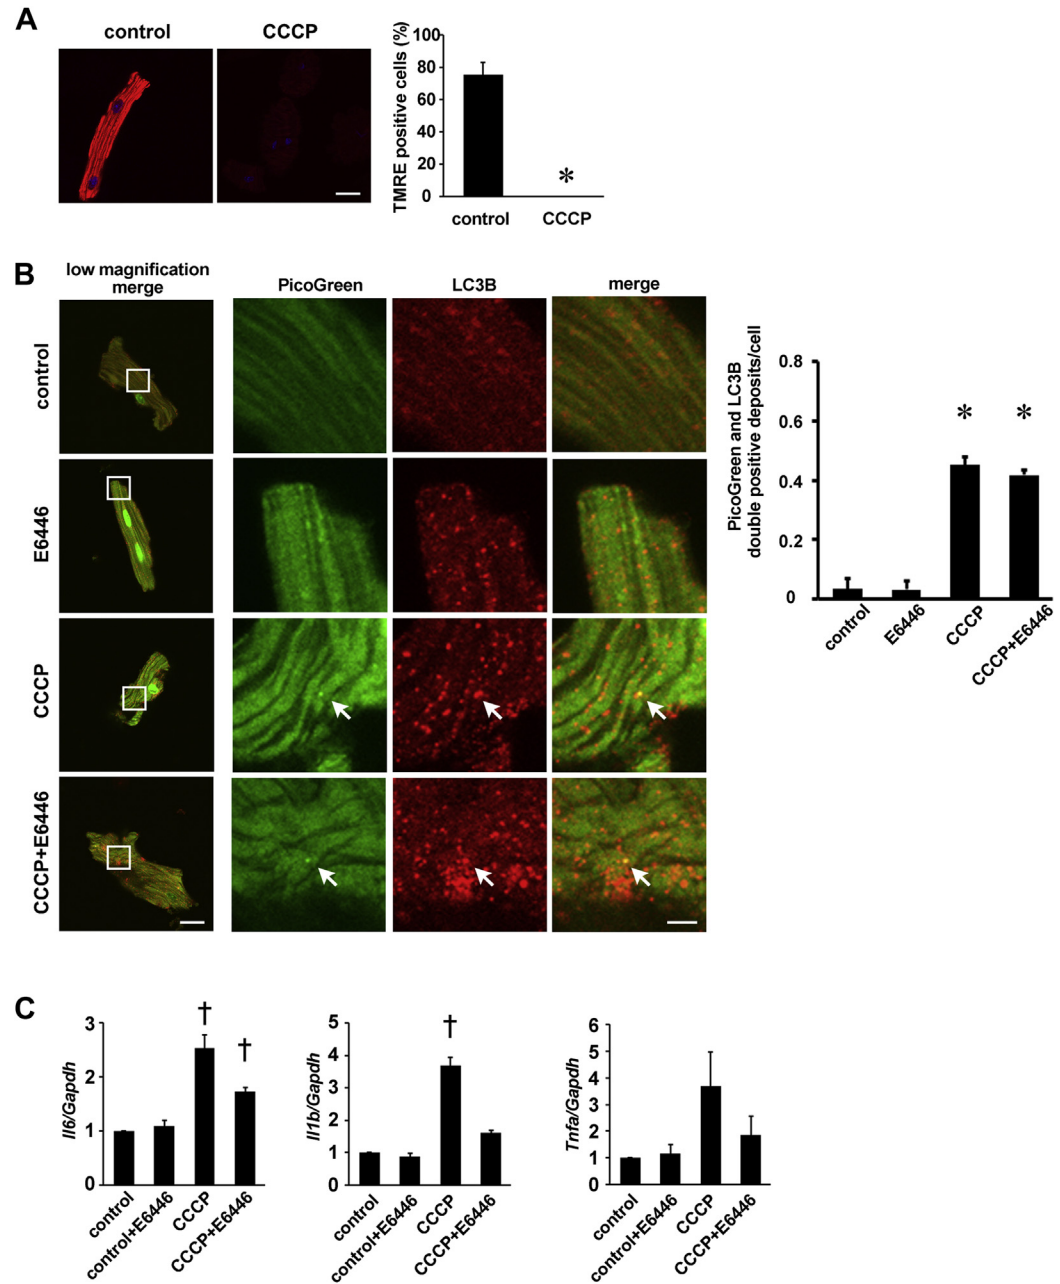 A
control
CCCP
TMRE positive cells (%)
100
80
60
40
20
0
*
control
CCCP
B
low magnification
merge
PicoGreen
LC3B
merge
control
E6446
CCCP
CCCP+E6446
PicoGreen and LC3B
double positive deposits/cell
0.8
0.6
0.4
0.2
0
*
*
control
E6446
CCCP
CCCP+E6446
C
Il6/Gapdh
3
2
1
0
†
†
control
control+E6446
CCCP
CCCP+E6446
Il1b/Gapdh
5
4
3
2
1
0
†
control
control+E6446
CCCP
CCCP+E6446
Tnfa/Gapdh
6
5
4
3
2
1
0
control
control+E6446
CCCP
CCCP+E6446